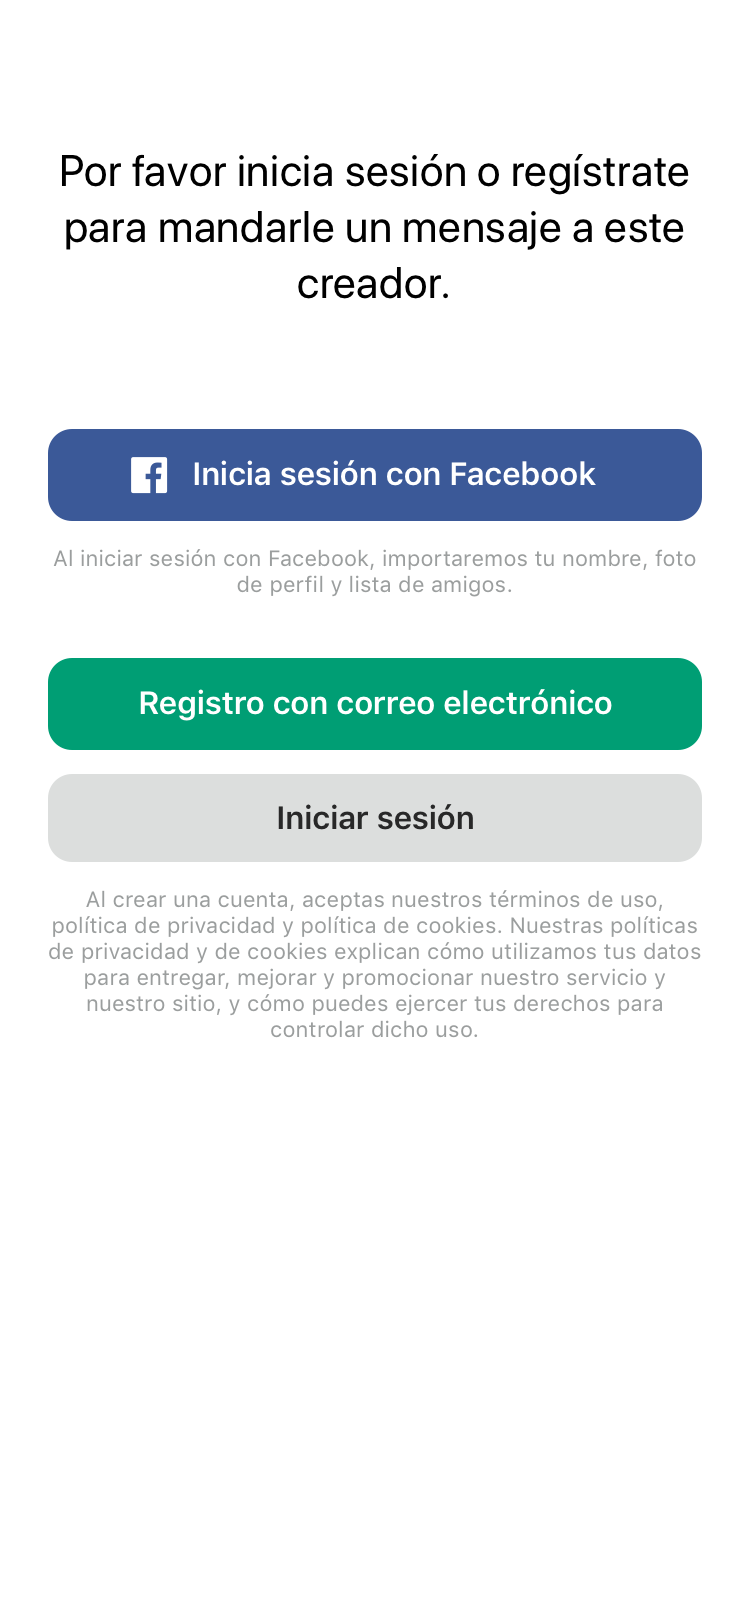 Por favor inicia sesión o regístrate
para mandarle un mensaje a este
creador.
Inicia sesión con Facebook
Al iniciar sesión con Facebook, importaremos tu nombre, foto
de perfil y lista de amigos.
Registro con correo electrónico
Iniciar sesión
Al crear una cuenta, aceptas nuestros términos de uso,
política de privacidad y política de cookies. Nuestras políticas
de privacidad y de cookies explican cómo utilizamos tus datos
para entregar, mejorar y promocionar nuestro servicio y
nuestro sitio, y cómo puedes ejercer tus derechos para
controlar dicho uso.